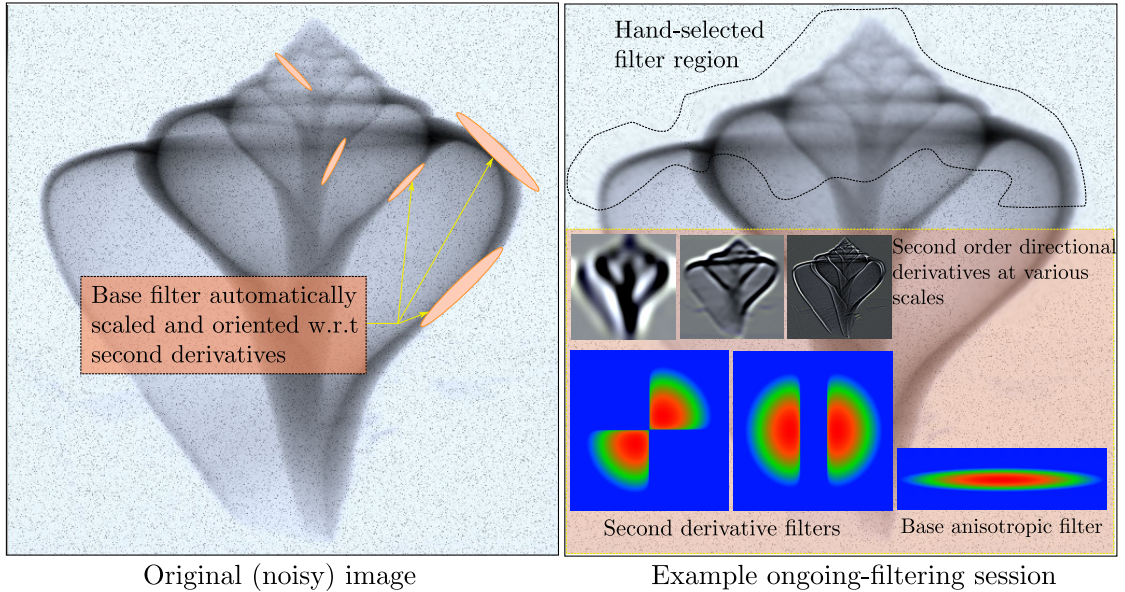 Base filter automatically
scaled and oriented w.r.t
second derivatives
Original (noisy) image
Hand-selected
filter region
Second order directional
derivatives at various
scales
Second derivative filters
Base anisotropic filter
Example ongoing-filtering session